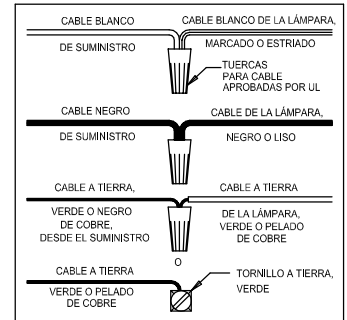 CABLE BLANCO
CABLE BLANCO DE LA LÁMPARA,
DE SUMINISTRO
MARCADO O ESTRIADO
TUERCAS
PARA CABLE
APROBADAS POR UL
CABLE NEGRO
CABLE DE LA LÁMPARA,
DE SUMINISTRO
NEGRO O LISO
CABLE A TIERRA,
CABLE A TIERRA
VERDE O NEGRO
DE COBRE,
DESDE EL SUMINISTRO
DE LA LÁMPARA,
VERDE O PELADO
DE COBRE
O
CABLE A TIERRA
VERDE O PELADO
DE COBRE
TORNILLO A TIERRA,
VERDE